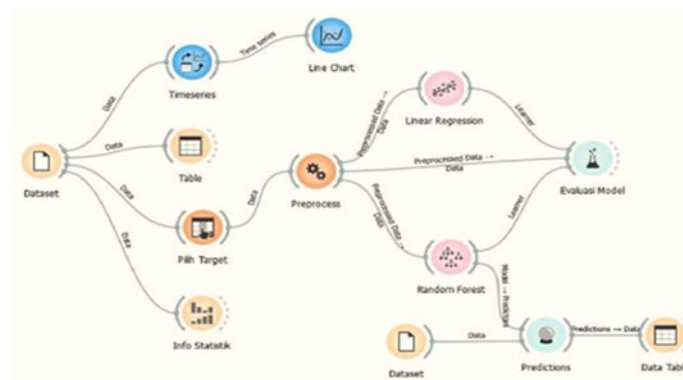 Time series
Line Chart
Data
Timeseries
Preprocessed Data →
Data
Linear Regression
Learner
Data
Table
Dataset
Data
Pilih Target
Data
Preprocess
Preprocessed Data →
Data
Evaluasi Model
Data
Info Statistik
Preprocessed Data →
Data
Learner
Random Forest
Model → Predictors
Dataset
Data
Predictions
Predictions → Data
Data Tabl